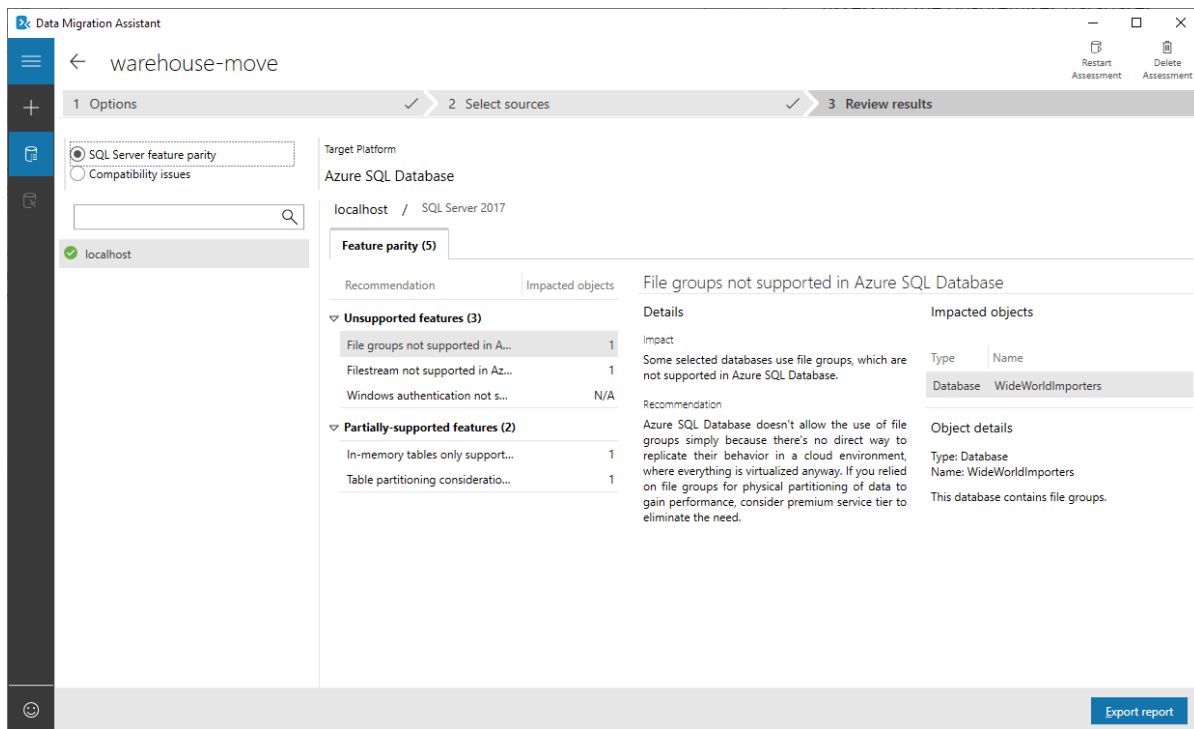 Data Migration Assistant
warehouse-move
Restart
Assessment
Delete
Assessment
1 Options
2 Select sources
3 Review results
SQL Server feature parity
Compatibility issues
localhost
Target Platform
Azure SQL Database
localhost / SQL Server 2017
Feature parity (5)
Recommendation Impacted objects
Unsupported features (3)
File groups not supported in A... 1
Filestream not supported in Az... 1
Windows authentication not s... N/A
Partially-supported features (2)
In-memory tables only support... 1
Table partitioning consideratio... 1
File groups not supported in Azure SQL Database
Details
Impact
Some selected databases use file groups, which are
not supported in Azure SQL Database.
Recommendation
Azure SQL Database doesn't allow the use of file
groups simply because there's no direct way to
replicate their behavior in a cloud environment,
where everything is virtualized anyway. If you relied
on file groups for physical partitioning of data to
gain performance, consider premium service tier to
eliminate the need.
Impacted objects
Type Name
Database WideWorldImporters
Object details
Type: Database
Name: WideWorldImporters
This database contains file groups.
Export report